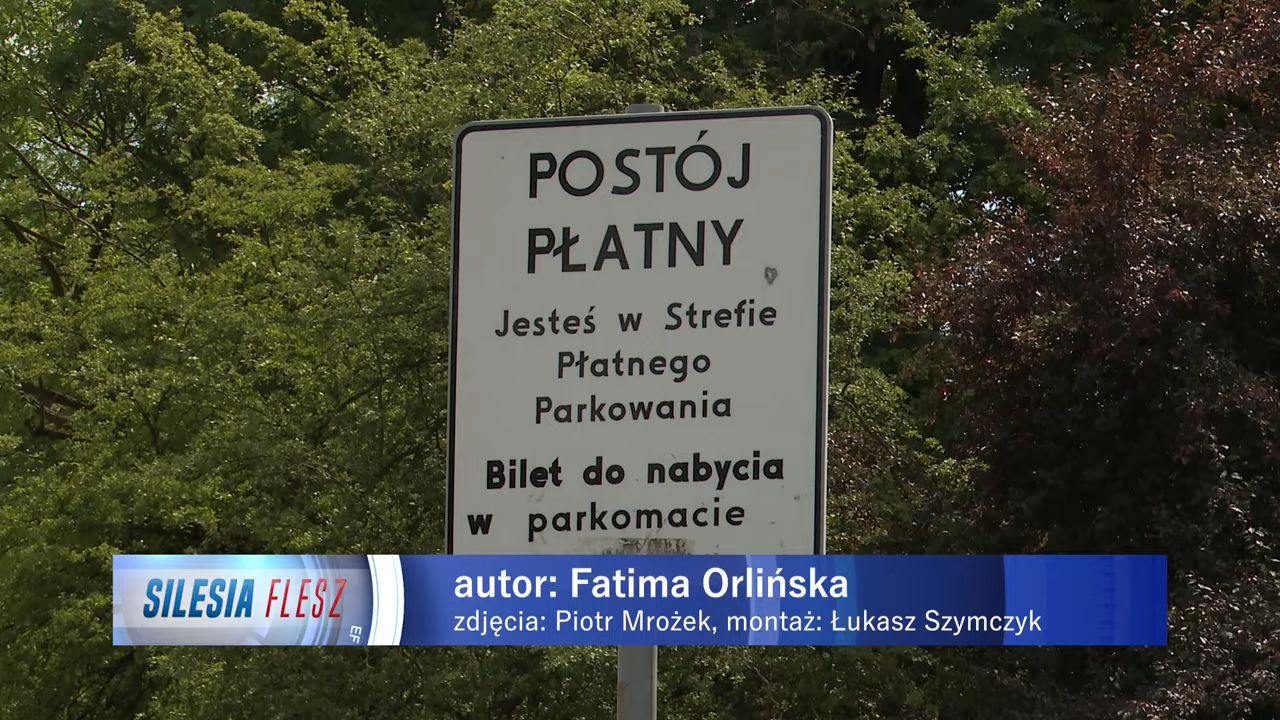 POSTÓJ
PŁATNY
Jesteś w Strefie
Płatnego
Parkowania
Bilet do nabycia
w parkomacie
SILESIA FLESZ
autor: Fatima Orlińska
zdjęcia: Piotr Mrożek, montaż: Łukasz Szymczyk